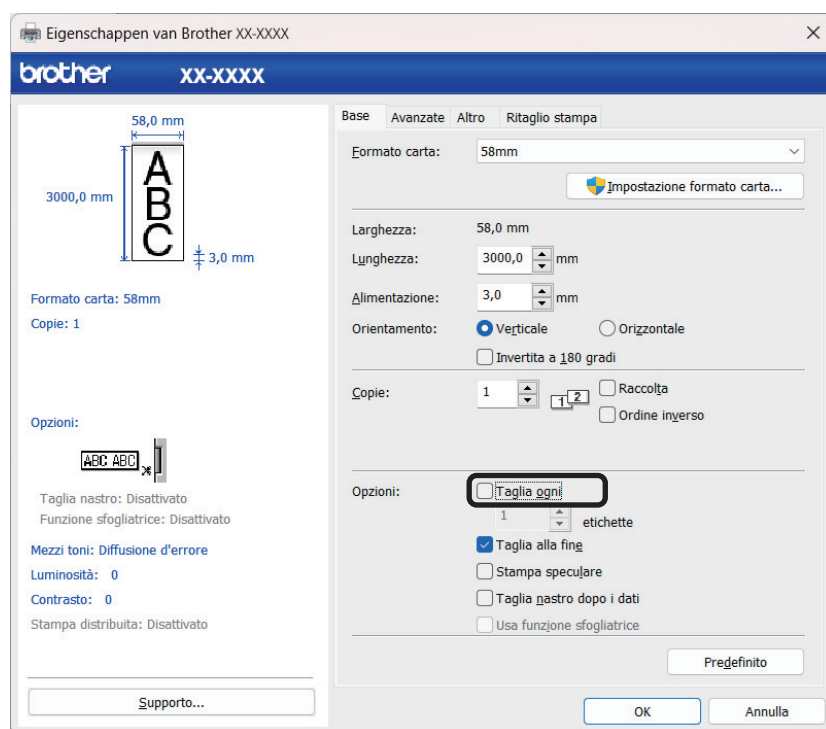 Eigenschappen van Brother XX-XXXX
brother XX-XXXX
58,0 mm
3000,0 mm
A
B
C
3,0 mm
Formato carta: 58mm
Copie: 1
Opzioni:
ABC ABC
Taglia nastro: Disattivato
Funzione sfogliatrice: Disattivato
Mezzi toni: Diffusione d'errore
Luminosità: 0
Contrasto: 0
Stampa distribuita: Disattivato
Supporto...
Base Avanzate Altro Ritaglio stampa
Formato carta: 58mm
Impostazione formato carta...
Larghezza: 58,0 mm
Lunghezza: 3000,0 mm
Alimentazione: 3,0 mm
Orientamento: Verticale Orizzontale
Invertita a 180 gradi
Copie: 1 1 2 Raccolta
Ordine inverso
Opzioni: Taglia ogni
1 etichette
Taglia alla fine
Stampa speculare
Taglia nastro dopo i dati
Usa funzione sfogliatrice
Predefinito
OK Annulla